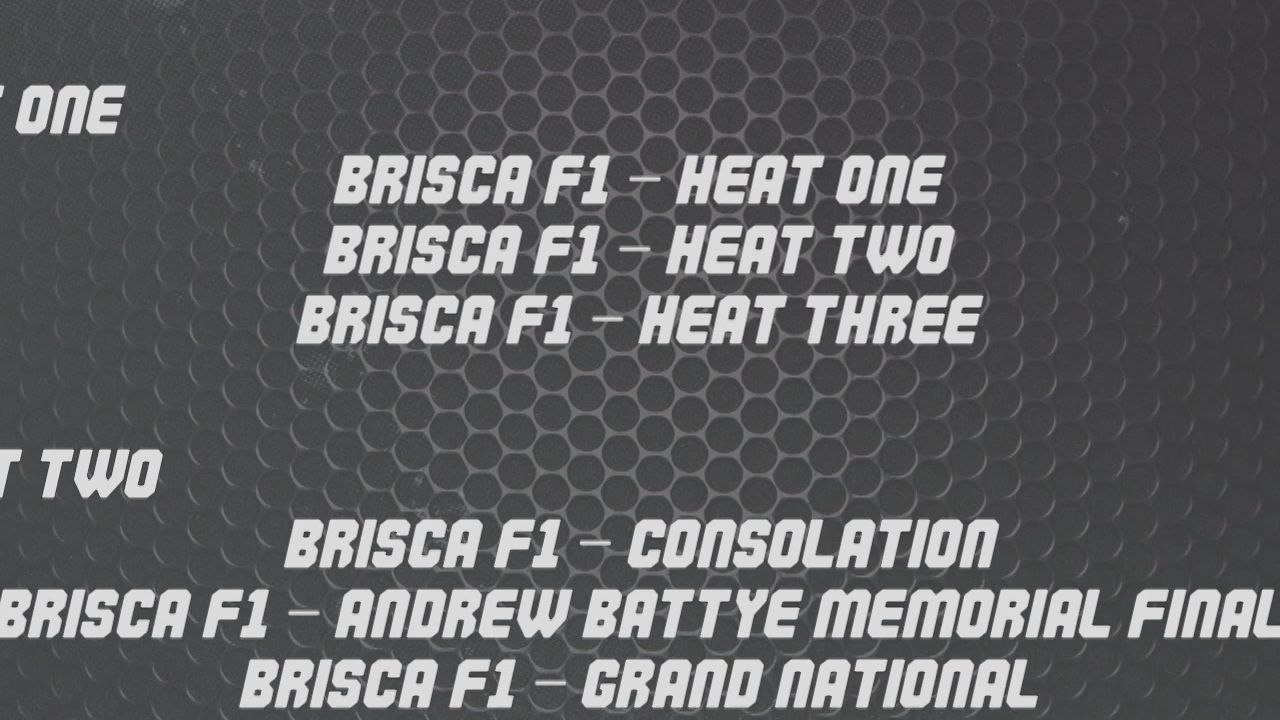 ONE
BRISCA F1 – HEAT ONE
BRISCA F1 – HEAT TWO
BRISCA F1 – HEAT THREE
TWO
BRISCA F1 – CONSOLATION
BRISCA F1 – ANDREW BATTYE MEMORIAL FINAL
BRISCA F1 – GRAND NATIONAL